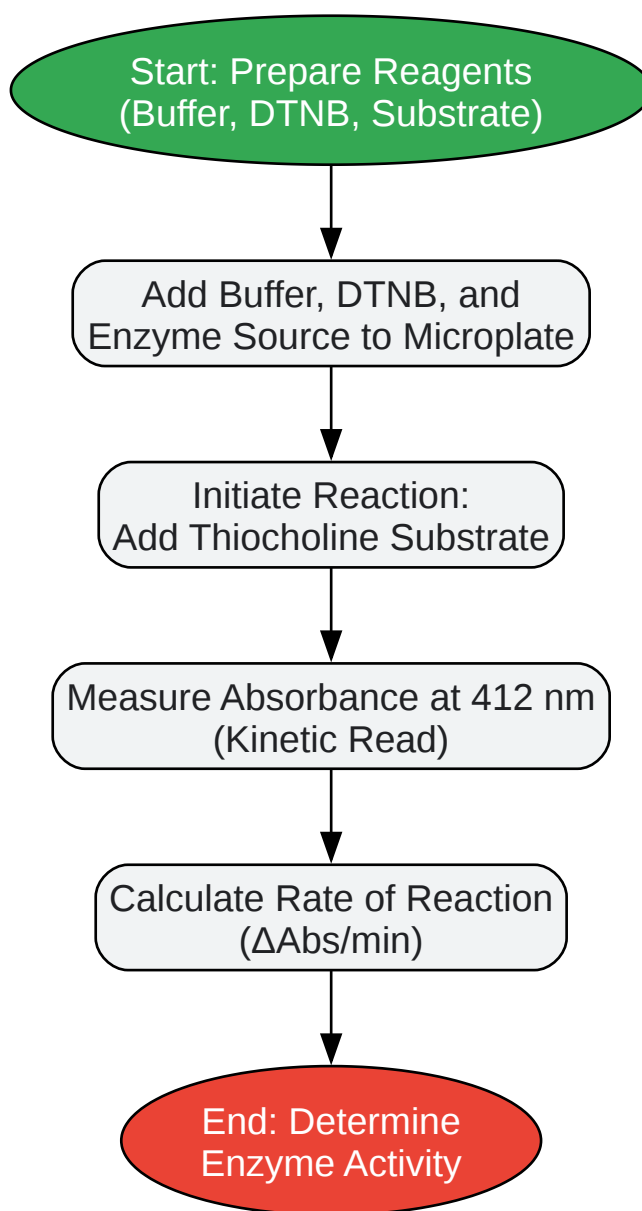 Start: Prepare Reagents
(Buffer, DTNB, Substrate)
Add Buffer, DTNB, and
Enzyme Source to Microplate
Initiate Reaction:
Add Thiocholine Substrate
Measure Absorbance at 412 nm
(Kinetic Read)
Calculate Rate of Reaction
(ΔAbs/min)
End: Determine
Enzyme Activity